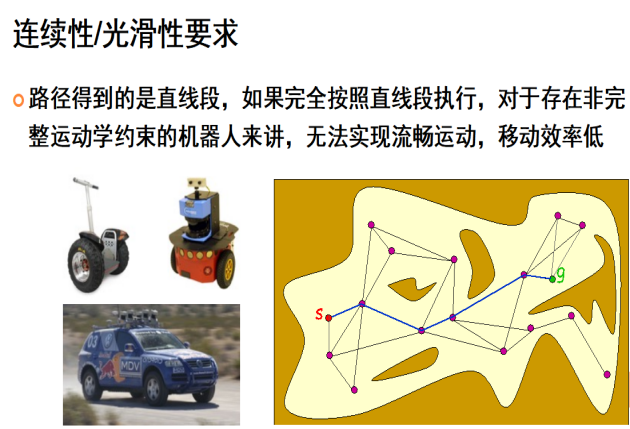 连续性/光滑性要求
路径得到的是直线段，如果完全按照直线段执行，对于存在非完
整运动学约束的机器人来讲，无法实现流畅运动，移动效率低
s
g
03
MDV